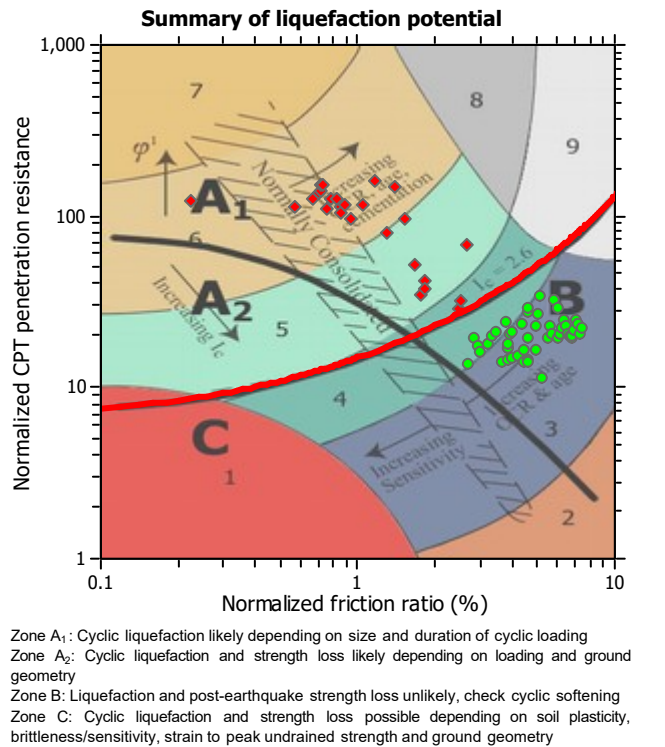 Summary of liquefaction potential
1,000
100
10
1
0.1
1
10
Normalized CPT penetration resistance
Normalized friction ratio (%)
7
8
9
φ'
A1
Increasing
OCR & age,
cementation
Normally Consolidated
6
A2
Increasing Ic
5
Ic = 2.6
B
4
C
1
Increasing
OCR & age
Increasing
Sensitivity
3
2
Zone A1: Cyclic liquefaction likely depending on size and duration of cyclic loading
Zone A2: Cyclic liquefaction and strength loss likely depending on loading and ground
geometry
Zone B: Liquefaction and post-earthquake strength loss unlikely, check cyclic softening
Zone C: Cyclic liquefaction and strength loss possible depending on soil plasticity,
brittleness/sensitivity, strain to peak undrained strength and ground geometry